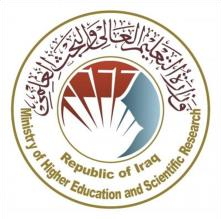 وزارة التعليم العالي والبحث العلمي
Republic of Iraq
Ministry of Higher Education and Scientific Research